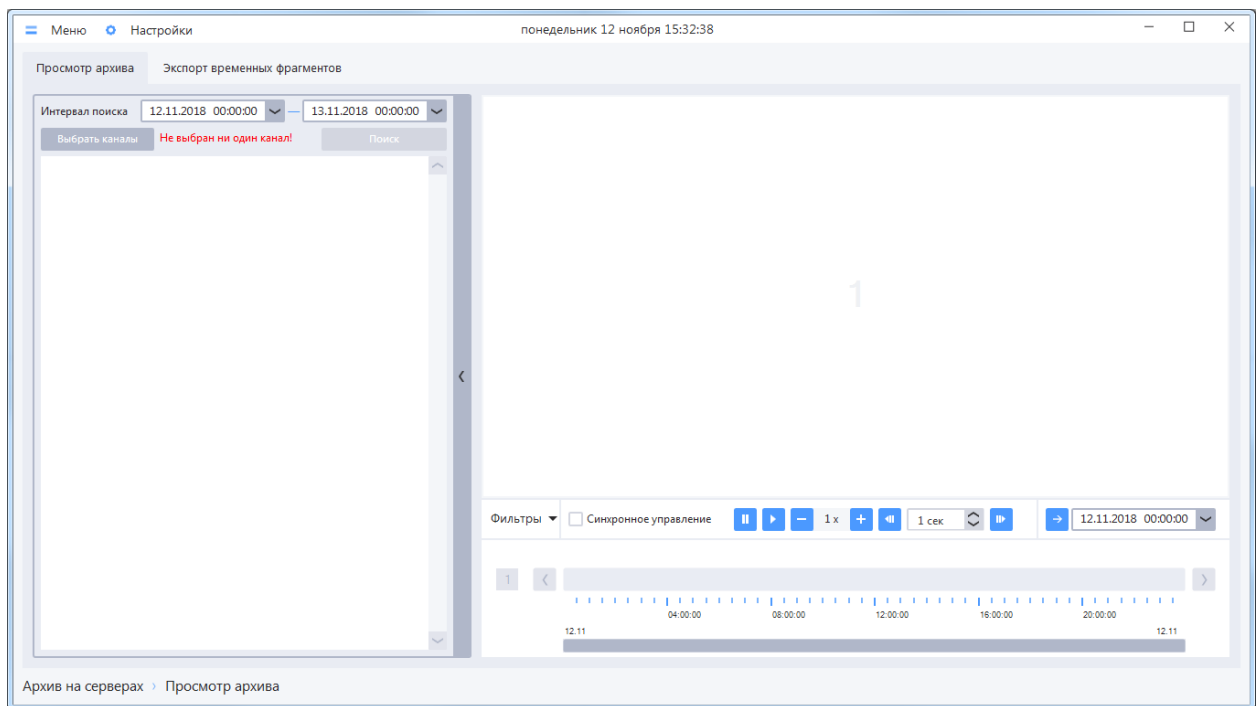 Меню Настройки понедельник 12 ноября 15:32:38
Просмотр архива Экспорт временных фрагментов
Интервал поиска 12.11.2018 00:00:00 — 13.11.2018 00:00:00
Выбрать каналы Не выбран ни один канал! Поиск
1
Фильтры Синхронное управление 1 x 1 сек 12.11.2018 00:00:00
1
04:00:00 08:00:00 12:00:00 16:00:00 20:00:00
12.11 12.11
Архив на серверах › Просмотр архива